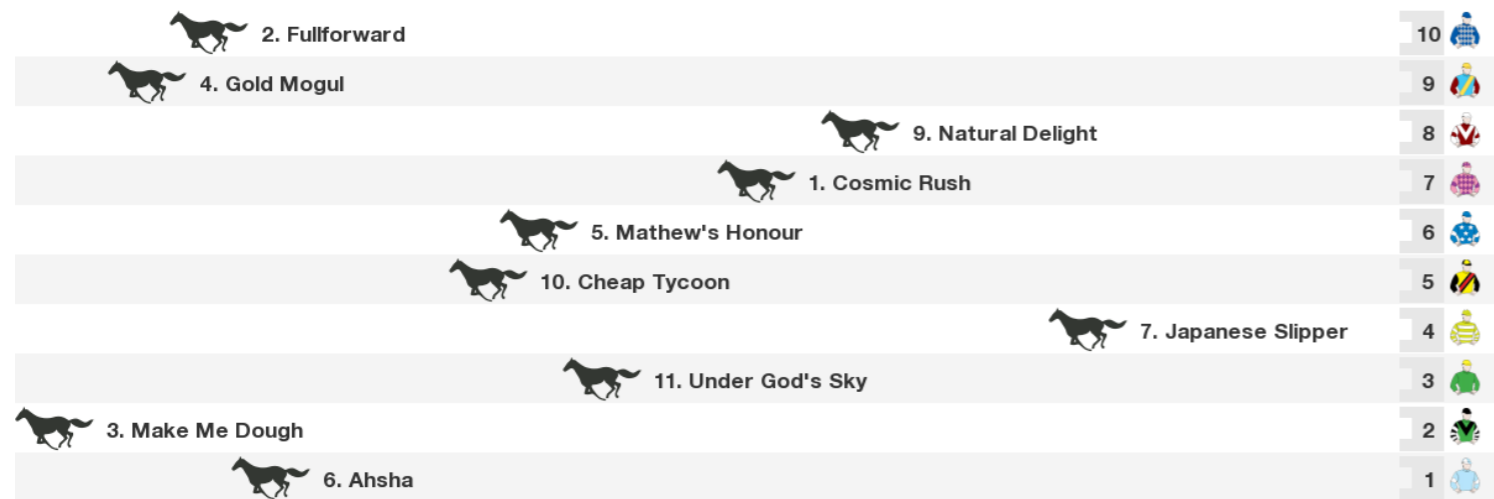 2. Fullforward 10
4. Gold Mogul 9
9. Natural Delight 8
1. Cosmic Rush 7
5. Mathew's Honour 6
10. Cheap Tycoon 5
7. Japanese Slipper 4
11. Under God's Sky 3
3. Make Me Dough 2
6. Ahsha 1